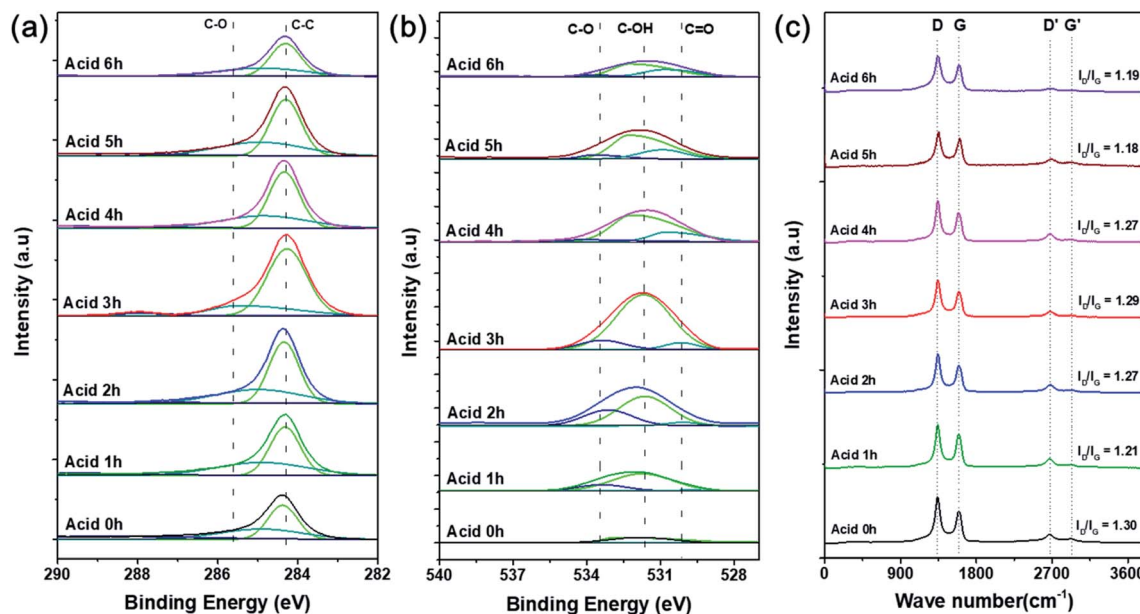 (a)
C-O
C-C
Acid 6h
Acid 5h
Acid 4h
Acid 3h
Acid 2h
Acid 1h
Acid 0h
Intensity (a.u)
290
288
286
284
282
Binding Energy (eV)
(b)
C-O
C-OH
C=O
Acid 6h
Acid 5h
Acid 4h
Acid 3h
Acid 2h
Acid 1h
Acid 0h
Intensity (a.u)
540
537
534
531
528
Binding Energy (eV)
(c)
D
G
D'
G'
Acid 6h
I_D/I_G = 1.19
Acid 5h
I_D/I_G = 1.18
Acid 4h
I_D/I_G = 1.27
Acid 3h
I_D/I_G = 1.29
Acid 2h
I_D/I_G = 1.27
Acid 1h
I_D/I_G = 1.21
Acid 0h
I_D/I_G = 1.30
Intensity (a.u)
0
900
1800
2700
3600
Wave number(cm⁻¹)